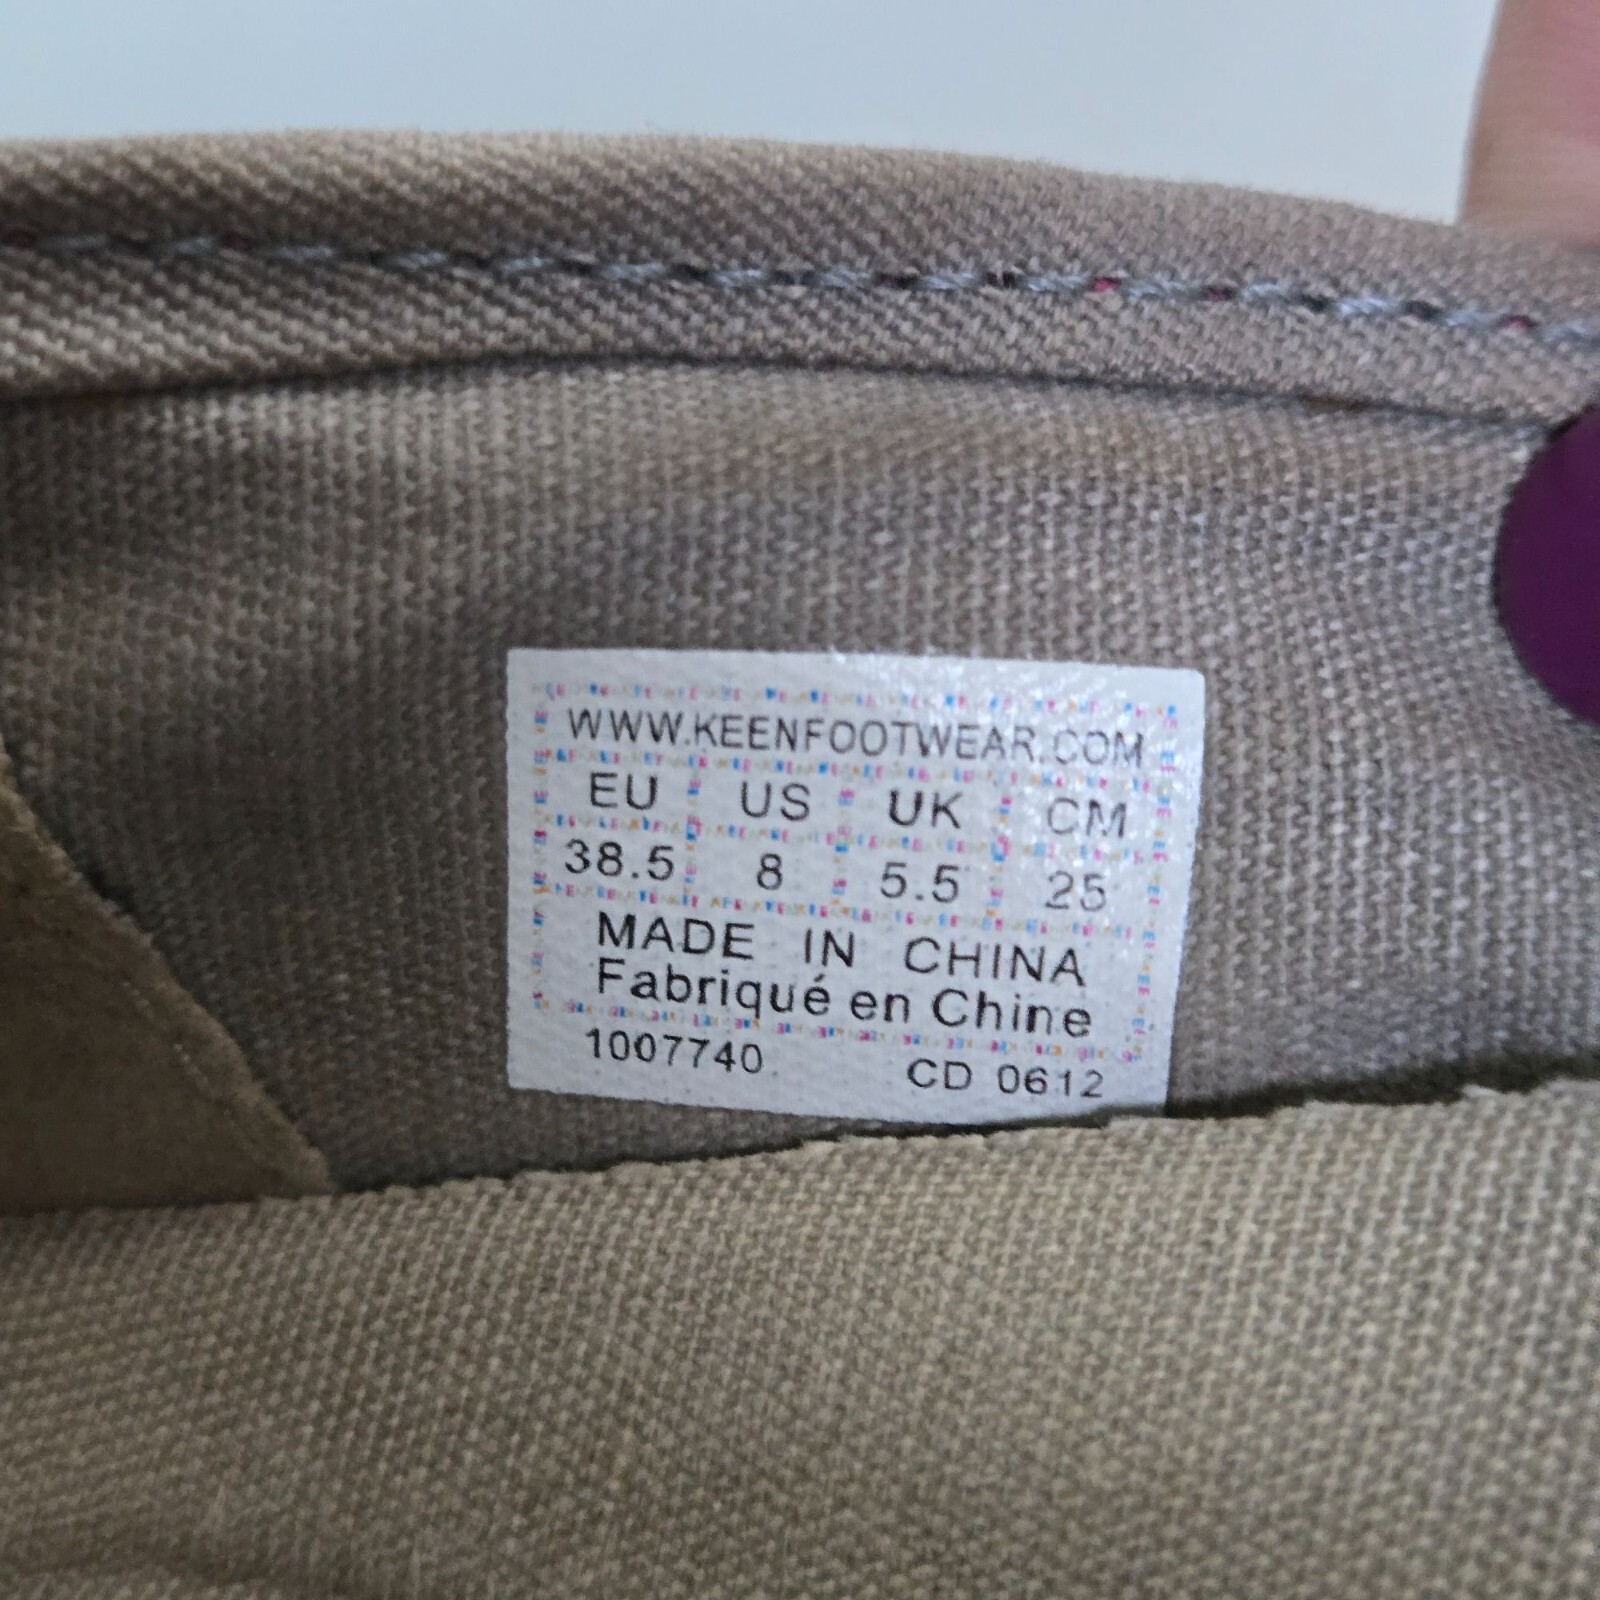 WWW.KEENFOOTWEAR.COM
EU US UK CM
38.5 8 5.5 25
MADE IN CHINA
Fabriqué en Chine
1007740 CD 0612